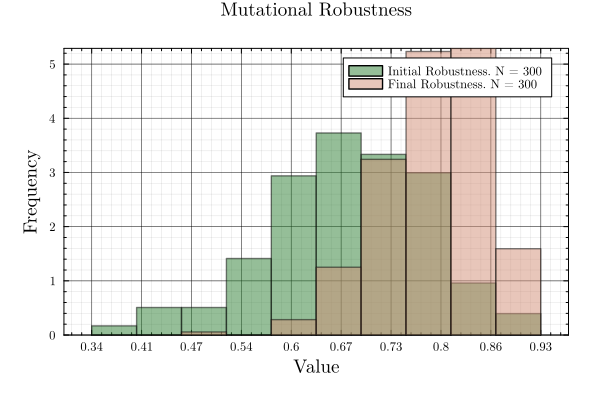 Mutational Robustness
Initial Robustness. N = 300
Final Robustness. N = 300
Frequency
5
4
3
2
1
0
0.34 0.41 0.47 0.54 0.6 0.67 0.73 0.8 0.86 0.93
Value